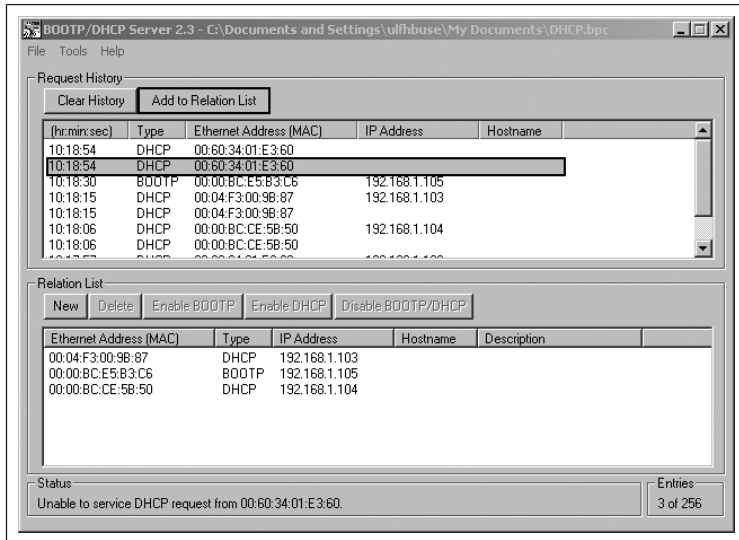 BOOTP/DHCP Server 2.3 - C:\Documents and Settings\ulfhbuse\My Documents\DHCP.bpc
File Tools Help
Request History
Clear History Add to Relation List
(hr:min:sec) Type Ethernet Address (MAC) IP Address Hostname
10:18:54 DHCP 00:60:34:01:E3:60
10:18:54 DHCP 00:60:34:01:E3:60
10:18:30 BOOTP 00:00:BC:E5:B3:C6 192.168.1.105
10:18:15 DHCP 00:04:F3:00:9B:87 192.168.1.103
10:18:15 DHCP 00:04:F3:00:9B:87
10:18:06 DHCP 00:00:BC:CE:5B:50 192.168.1.104
10:18:06 DHCP 00:00:BC:CE:5B:50
Relation List
New Delete Enable BOOTP Enable DHCP Disable BOOTP/DHCP
Ethernet Address (MAC) Type IP Address Hostname Description
00:04:F3:00:9B:87 DHCP 192.168.1.103
00:00:BC:E5:B3:C6 BOOTP 192.168.1.105
00:00:BC:CE:5B:50 DHCP 192.168.1.104
Status
Unable to service DHCP request from 00:60:34:01:E3:60.
Entries
3 of 256